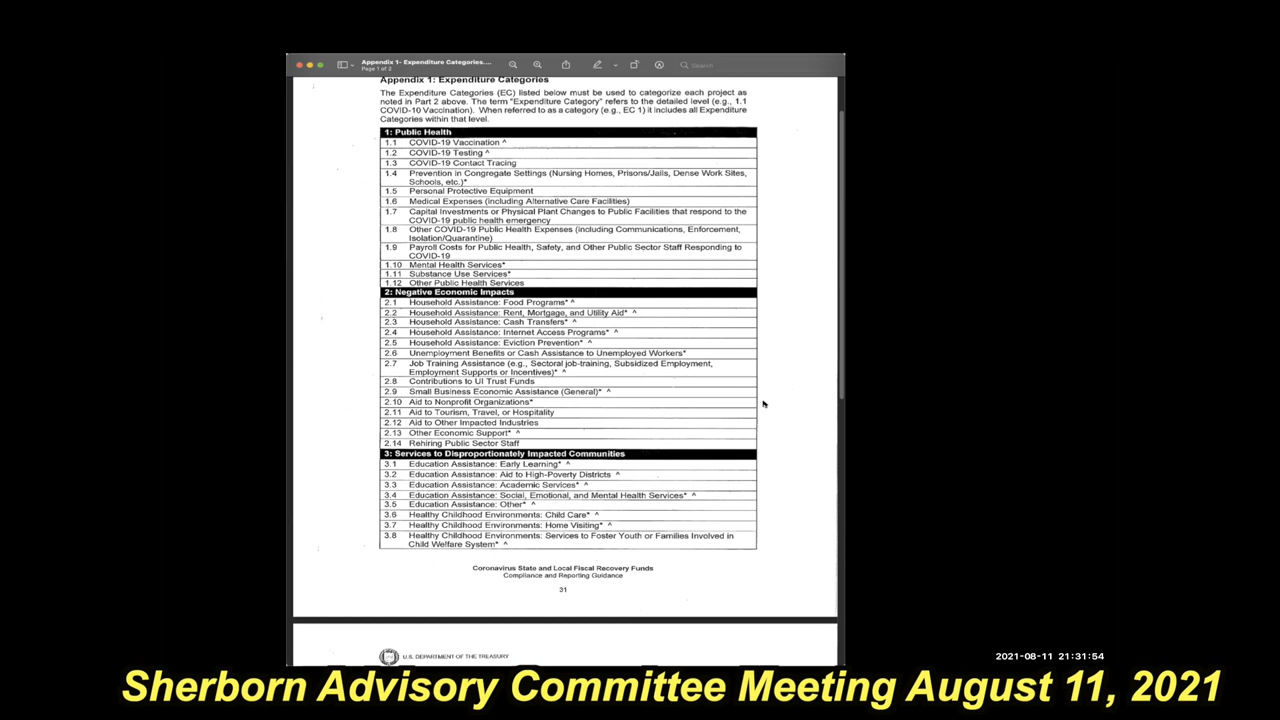 Appendix 1- Expenditure Categories....
Page 1 of 2
Search
Appendix 1: Expenditure Categories
The Expenditure Categories (EC) listed below must be used to categorize each project as
noted in Part 2 above. The term "Expenditure Category" refers to the detailed level (e.g., 1.1
COVID-10 Vaccination). When referred to as a category (e.g., EC 1) it includes all Expenditure
Categories within that level.
1: Public Health
1.1 COVID-19 Vaccination ^
1.2 COVID-19 Testing ^
1.3 COVID-19 Contact Tracing
1.4 Prevention in Congregate Settings (Nursing Homes, Prisons/Jails, Dense Work Sites,
Schools, etc.)*
1.5 Personal Protective Equipment
1.6 Medical Expenses (including Alternative Care Facilities)
1.7 Capital Investments or Physical Plant Changes to Public Facilities that respond to the
COVID-19 public health emergency
1.8 Other COVID-19 Public Health Expenses (including Communications, Enforcement,
Isolation/Quarantine)
1.9 Payroll Costs for Public Health, Safety, and Other Public Sector Staff Responding to
COVID-19
1.10 Mental Health Services*
1.11 Substance Use Services*
1.12 Other Public Health Services
2: Negative Economic Impacts
2.1 Household Assistance: Food Programs* ^
2.2 Household Assistance: Rent, Mortgage, and Utility Aid* ^
2.3 Household Assistance: Cash Transfers* ^
2.4 Household Assistance: Internet Access Programs* ^
2.5 Household Assistance: Eviction Prevention* ^
2.6 Unemployment Benefits or Cash Assistance to Unemployed Workers*
2.7 Job Training Assistance (e.g., Sectoral job-training, Subsidized Employment,
Employment Supports or Incentives)* ^
2.8 Contributions to UI Trust Funds
2.9 Small Business Economic Assistance (General)* ^
2.10 Aid to Nonprofit Organizations*
2.11 Aid to Tourism, Travel, or Hospitality
2.12 Aid to Other Impacted Industries
2.13 Other Economic Support* ^
2.14 Rehiring Public Sector Staff
3: Services to Disproportionately Impacted Communities
3.1 Education Assistance: Early Learning* ^
3.2 Education Assistance: Aid to High-Poverty Districts ^
3.3 Education Assistance: Academic Services* ^
3.4 Education Assistance: Social, Emotional, and Mental Health Services* ^
3.5 Education Assistance: Other* ^
3.6 Healthy Childhood Environments: Child Care* ^
3.7 Healthy Childhood Environments: Home Visiting* ^
3.8 Healthy Childhood Environments: Services to Foster Youth or Families Involved in
Child Welfare System* ^
Coronavirus State and Local Fiscal Recovery Funds
Compliance and Reporting Guidance
31
U.S. DEPARTMENT OF THE TREASURY
2021-08-11 21:31:54
Sherborn Advisory Committee Meeting August 11, 2021